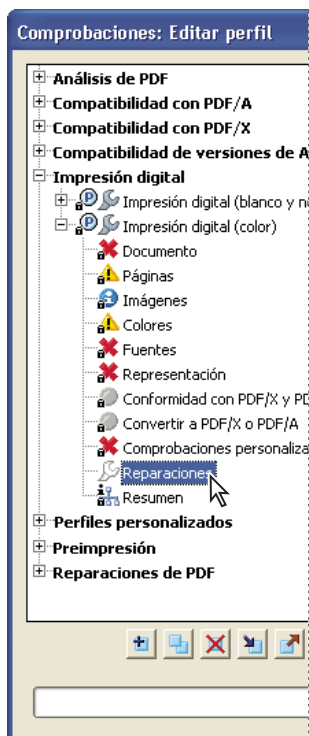 Comprobaciones: Editar perfil
Análisis de PDF
Compatibilidad con PDF/A
Compatibilidad con PDF/X
Compatibilidad de versiones de A
Impresión digital
Impresión digital (blanco y n
Impresión digital (color)
Documento
Páginas
Imágenes
Colores
Fuentes
Representación
Conformidad con PDF/X y PD
Convertir a PDF/X o PDF/A
Comprobaciones personaliza
Reparaciones
Resumen
Perfiles personalizados
Preimpresión
Reparaciones de PDF